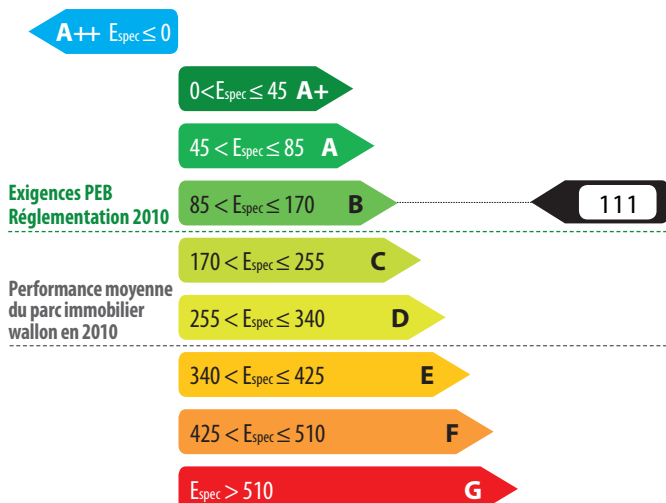 A++ Espec ≤ 0
0<Espec ≤ 45 A+
45 < Espec ≤ 85 A
Exigences PEB
Réglementation 2010
85 < Espec ≤ 170 B
111
170 < Espec ≤ 255 C
Performance moyenne
du parc immobilier
wallon en 2010
255 < Espec ≤ 340 D
340 < Espec ≤ 425 E
425 < Espec ≤ 510 F
Espec > 510 G